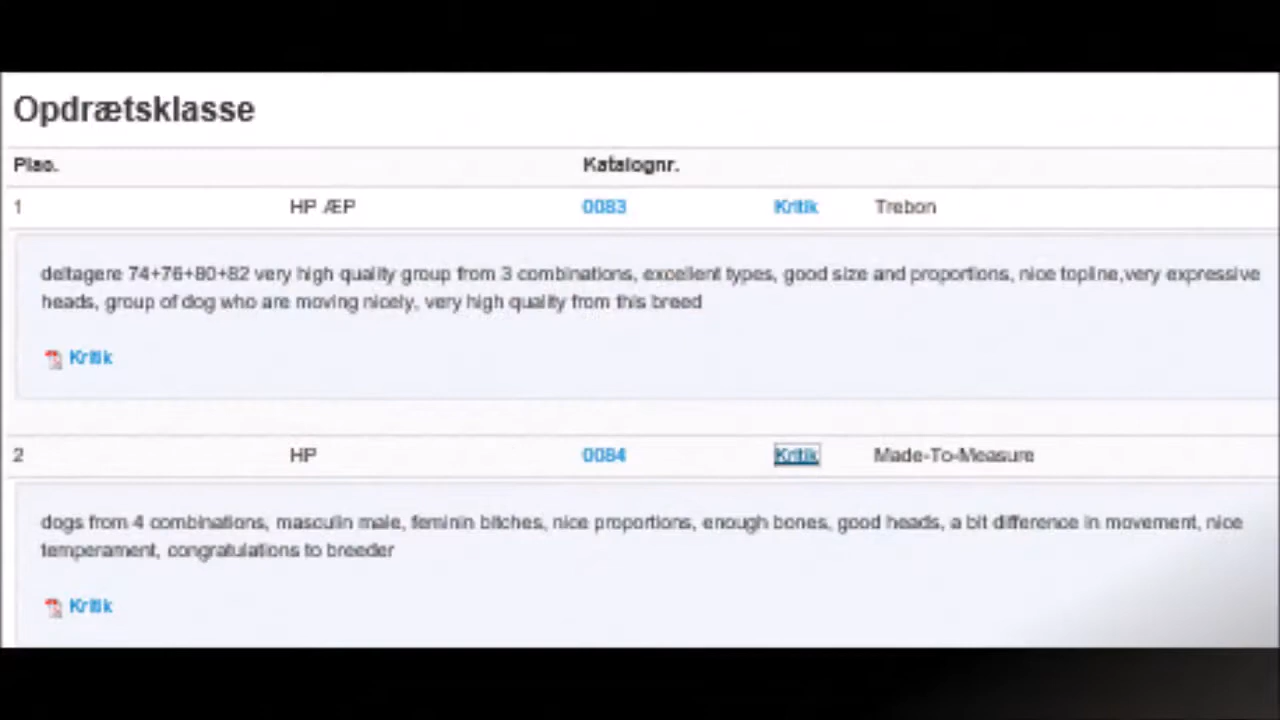 Opdrætsklasse
Plac. Katalognr.
1 HP ÆP 0083 Kritik Trebon
deltagere 74+76+80+82 very high quality group from 3 combinations, excellent types, good size and proportions, nice topline,very expressive
heads, group of dog who are moving nicely, very high quality from this breed
Kritik
2 HP 0084 Kritik Made-To-Measure
dogs from 4 combinations, masculin male, feminin bitches, nice proportions, enough bones, good heads, a bit difference in movement, nice
temperament, congratulations to breeder
Kritik